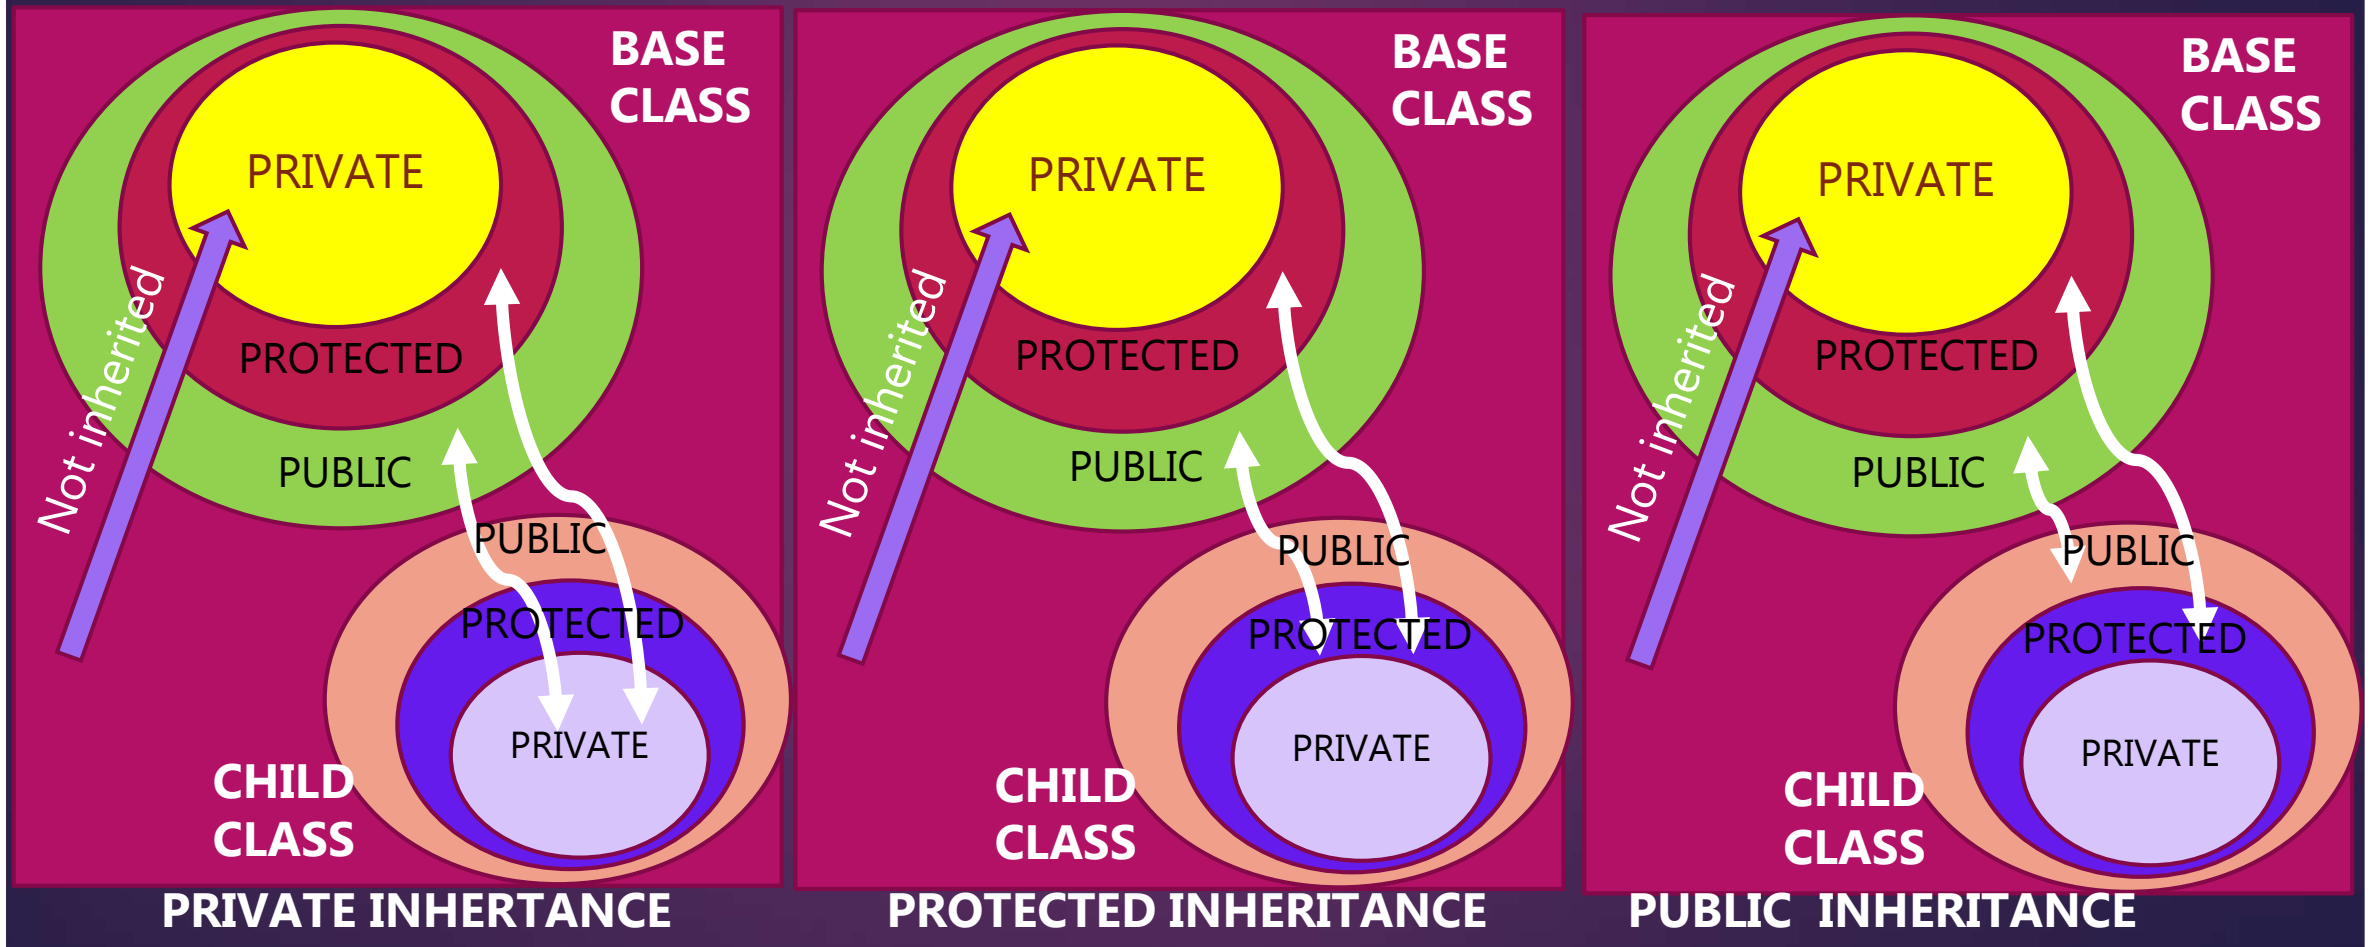 BASE
CLASS
PRIVATE
Not inherited
PROTECTED
PUBLIC
PUBLIC
PROTECTED
PRIVATE
CHILD
CLASS
PRIVATE INHERTANCE
BASE
CLASS
PRIVATE
Not inherited
PROTECTED
PUBLIC
PUBLIC
PROTECTED
PRIVATE
CHILD
CLASS
PROTECTED INHERITANCE
BASE
CLASS
PRIVATE
Not inherited
PROTECTED
PUBLIC
PUBLIC
PROTECTED
PRIVATE
CHILD
CLASS
PUBLIC INHERITANCE